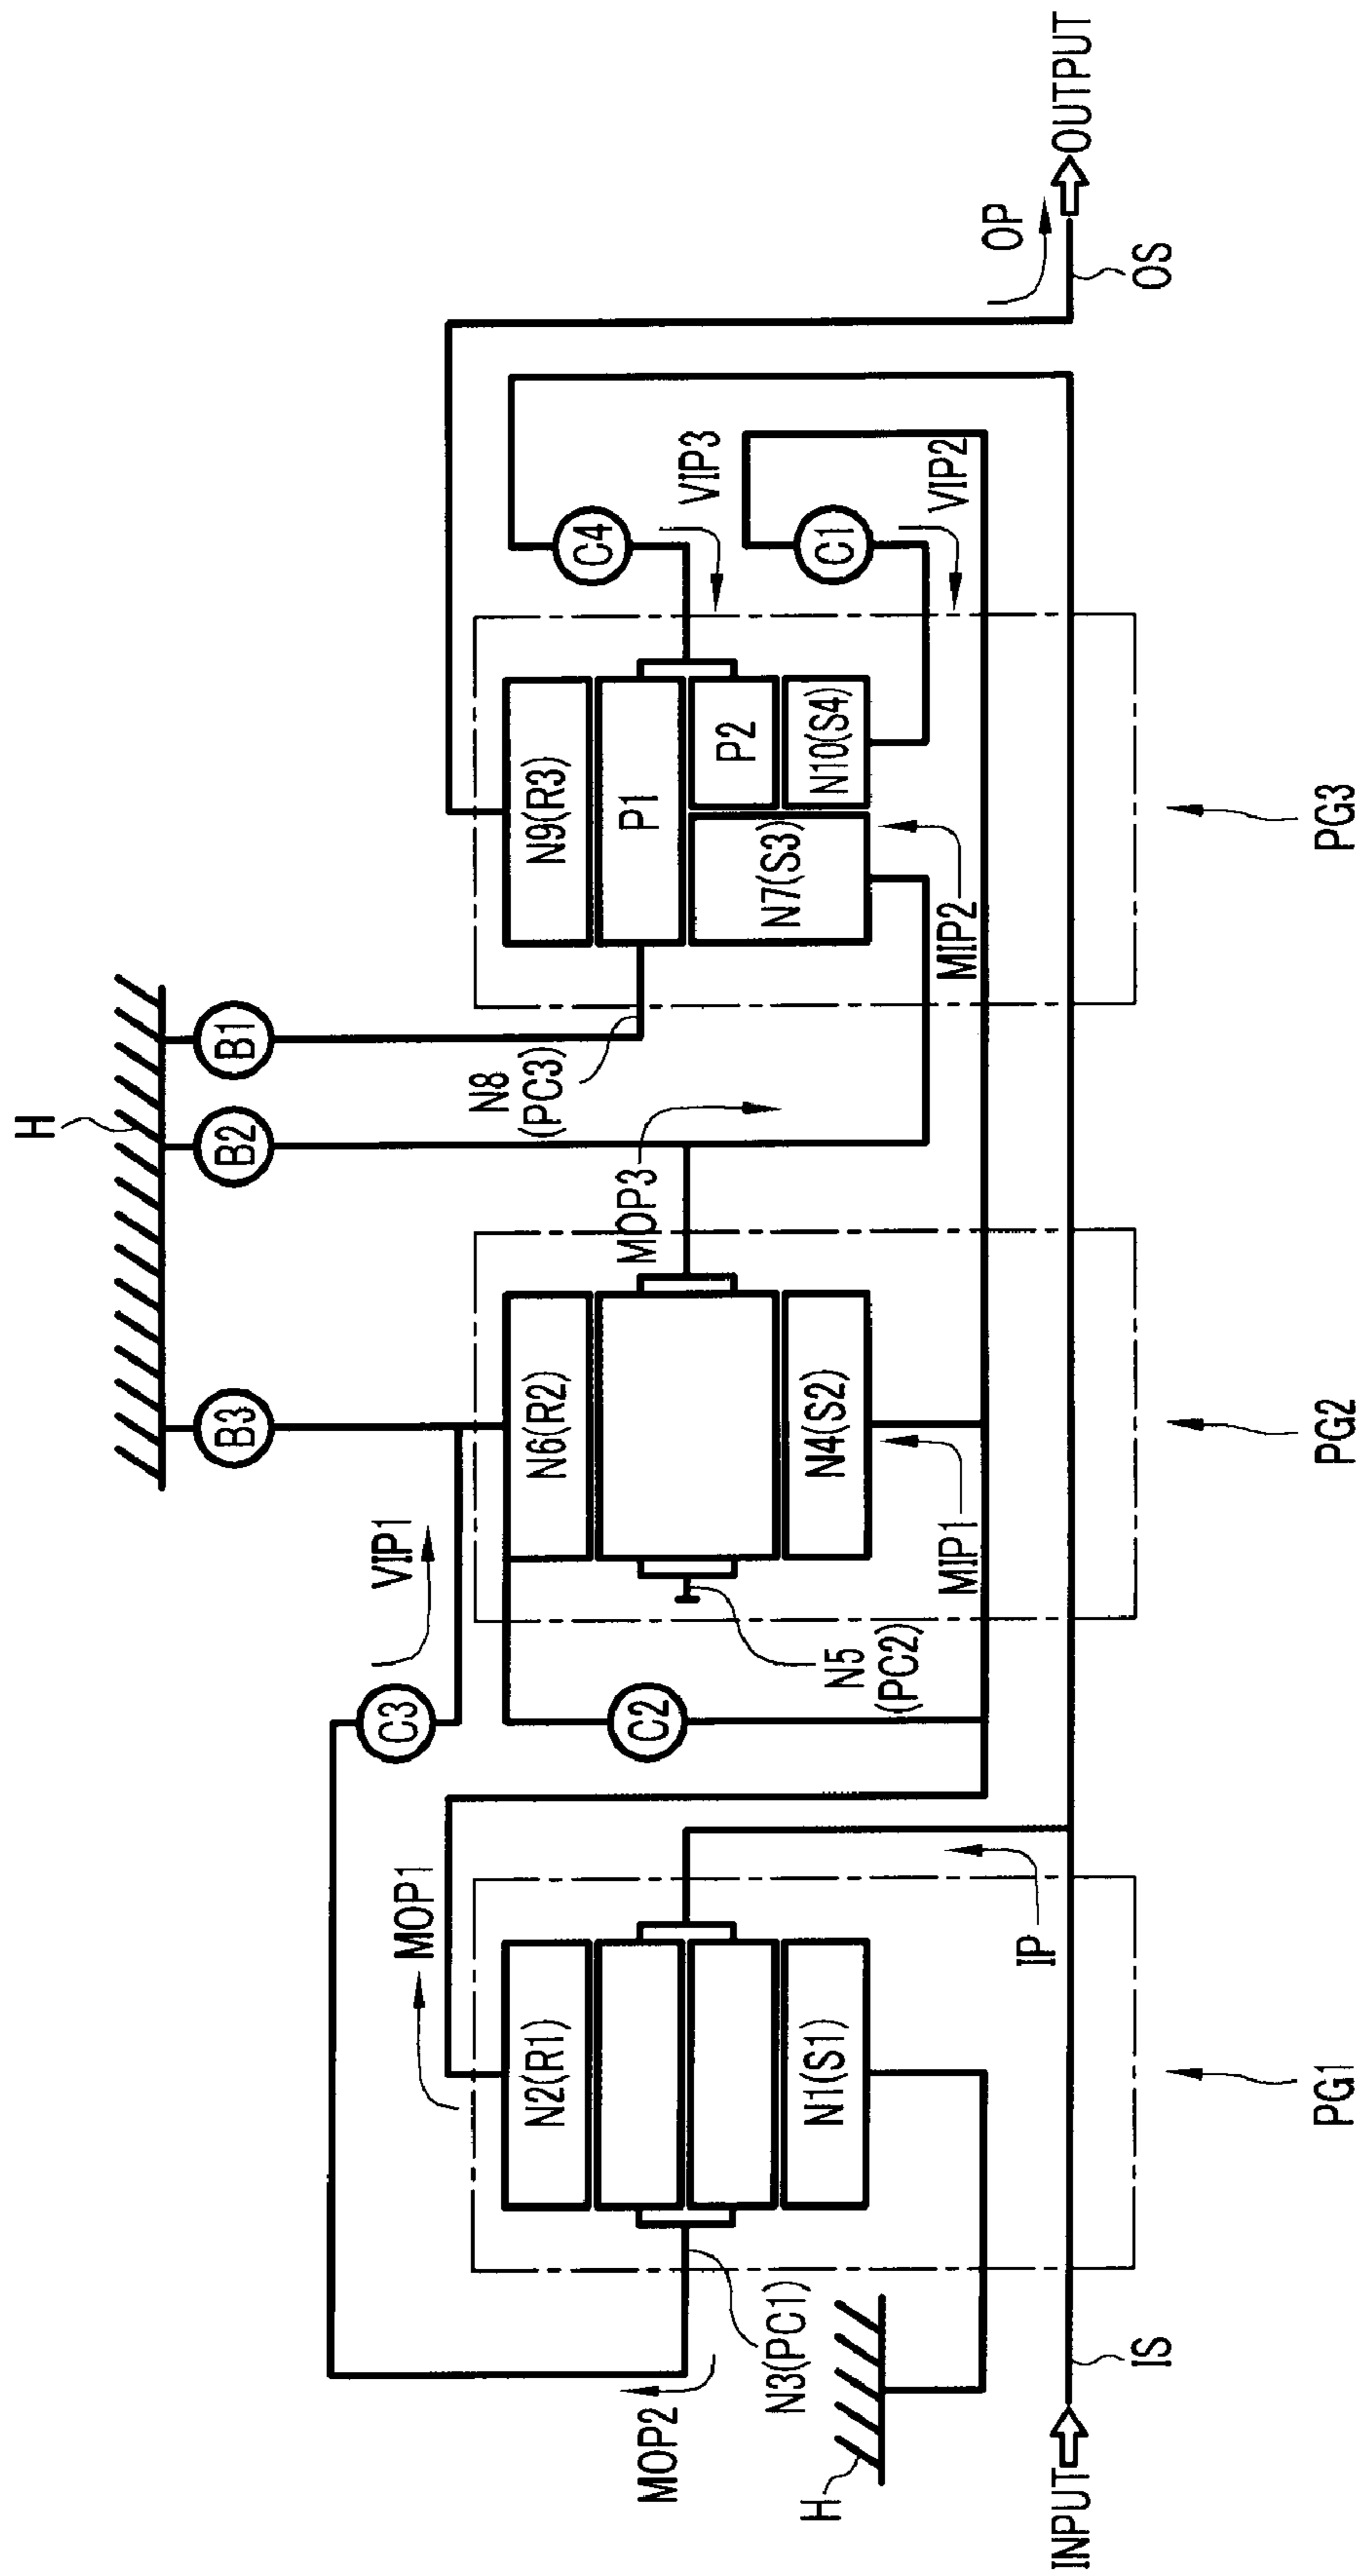 H
B3
B2
B1
VIP1
C3
MOP1
MOP2
N2(R1)
N1(S1)
N3(PC1)
H
IP
C2
N6(R2)
N4(S2)
N5
(PC2)
MIP1
MOP3
N8
(PC3)
N9(R3)
P1
P2
N7(S3)
N10(S4)
MIP2
C4
VIP3
C1
VIP2
OP
OS
OUTPUT
INPUT
IS
PG1
PG2
PG3